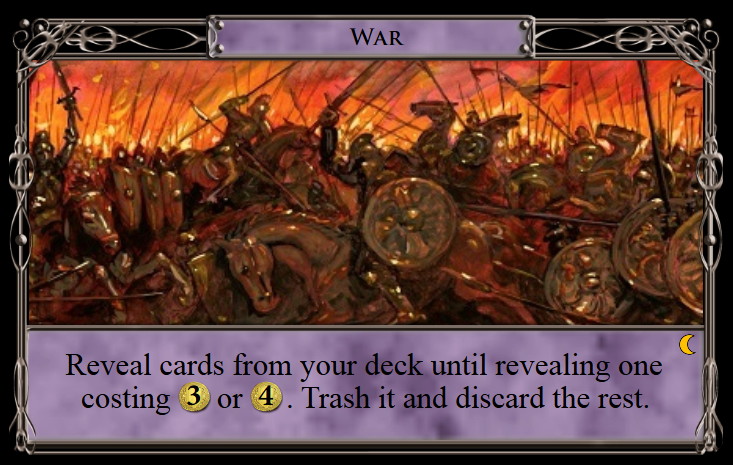 War
Reveal cards from your deck until revealing one
costing 3 or 4. Trash it and discard the rest.